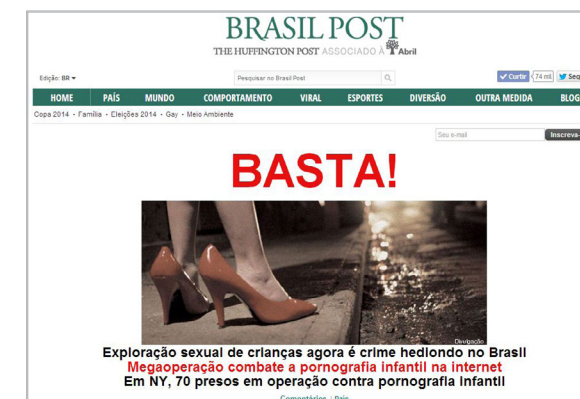 BRASIL POST
THE HUFFINGTON POST ASSOCIADO À Abril
Edição: BR
Pesquisar no Brasil Post
Curtir 74 mil Seg
HOME PAÍS MUNDO COMPORTAMENTO VIRAL ESPORTES DIVERSÃO OUTRA MEDIDA BLOG
Copa 2014 • Família • Eleições 2014 • Gay • Meio Ambiente
Seu e-mail Inscreva-
BASTA!
Divulgação
Exploração sexual de crianças agora é crime hediondo no Brasil
Megaoperação combate a pornografia infantil na internet
Em NY, 70 presos em operação contra pornografia infantil
Comentários / País